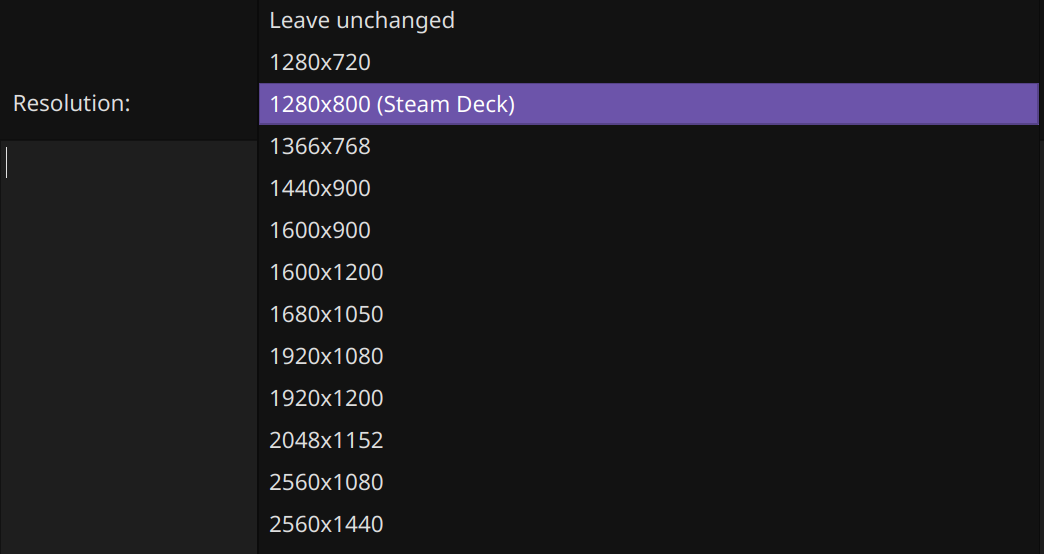 Leave unchanged
1280x720
Resolution:
1280x800 (Steam Deck)
1366x768
1440x900
1600x900
1600x1200
1680x1050
1920x1080
1920x1200
2048x1152
2560x1080
2560x1440